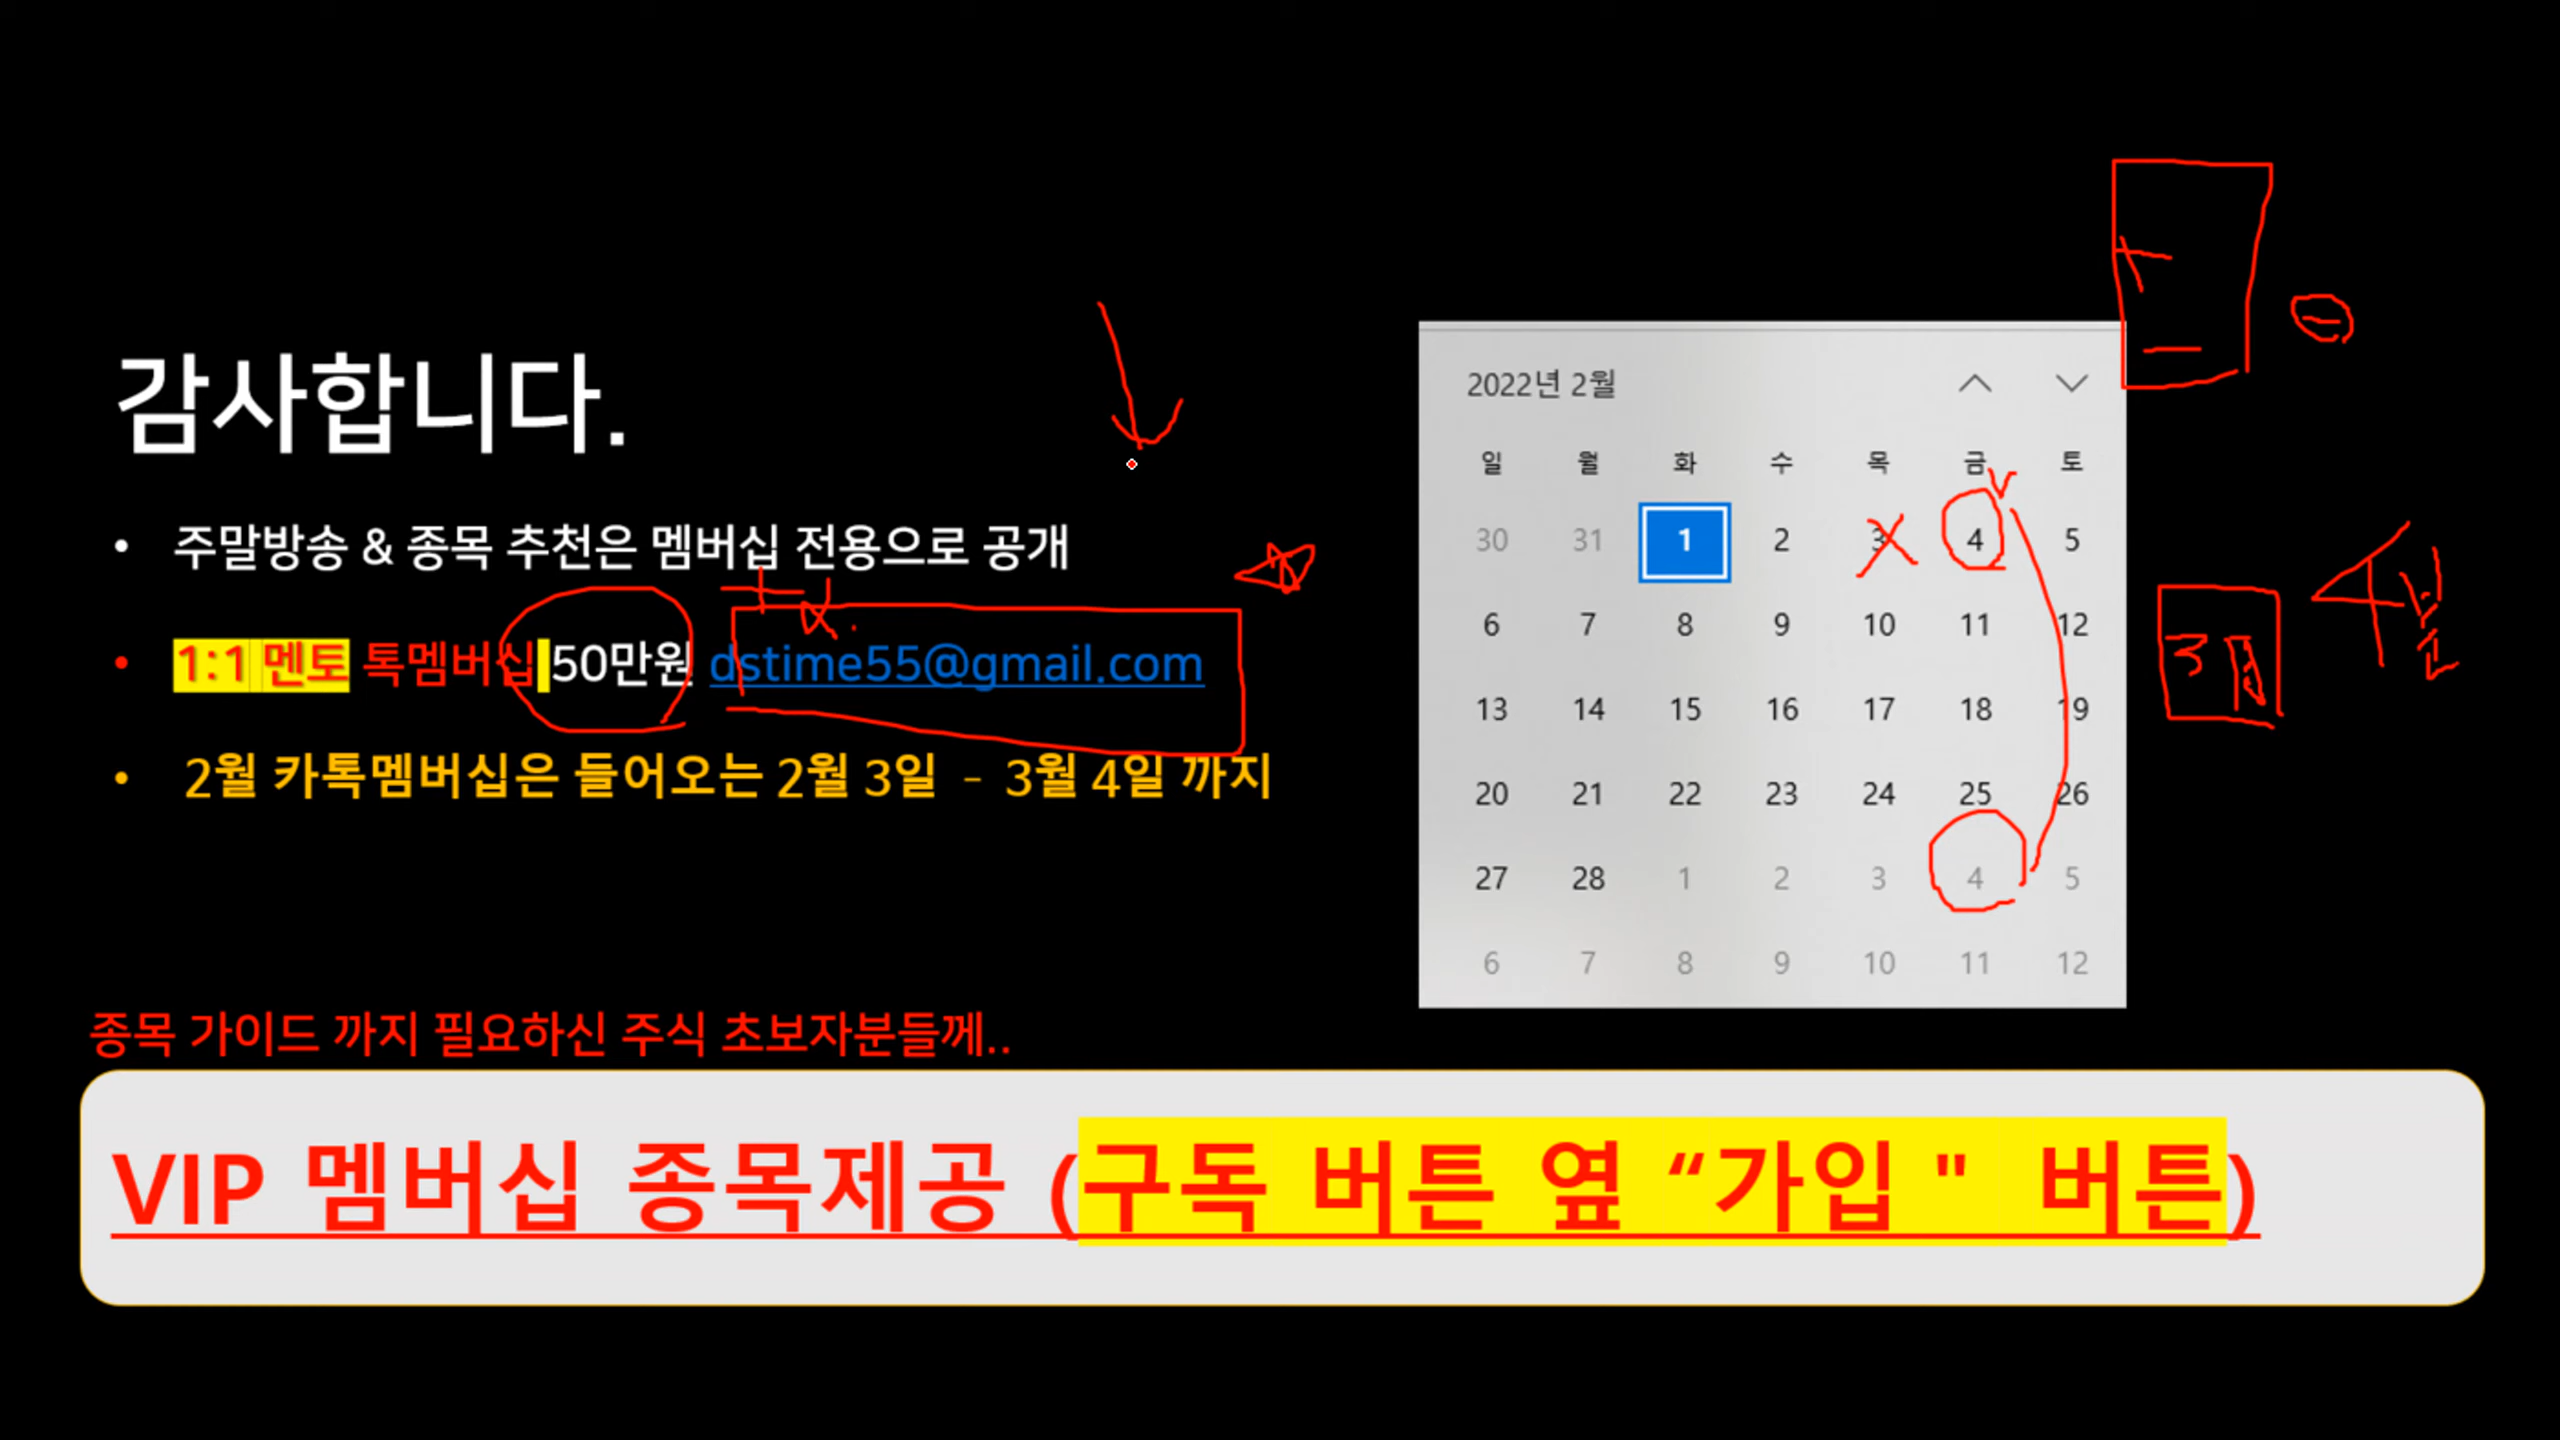 감사합니다.
• 주말방송 & 종목 추천은 멤버십 전용으로 공개
• 1:1 멘토 톡멤버십 50만원 dstime55@gmail.com
• 2월 카톡멤버십은 들어오는 2월 3일 - 3월 4일 까지
2022년 2월
일 월 화 수 목 금 토
30 31 1 2 3 4 5
6 7 8 9 10 11 12
13 14 15 16 17 18 19
20 21 22 23 24 25 26
27 28 1 2 3 4 5
6 7 8 9 10 11 12
3월
4월
종목 가이드 까지 필요하신 주식 초보자분들께..
VIP 멤버십 종목제공 (구독 버튼 옆 “가입 " 버튼)